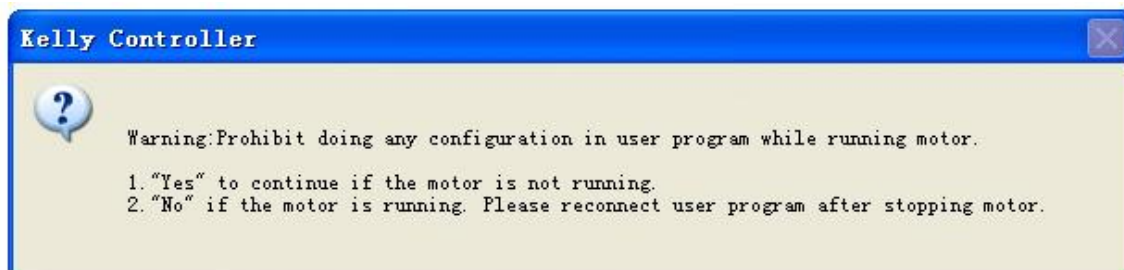 Kelly Controller
Warning:Prohibit doing any configuration in user program while running motor.
1."Yes" to continue if the motor is not running.
2."No" if the motor is running. Please reconnect user program after stopping motor.